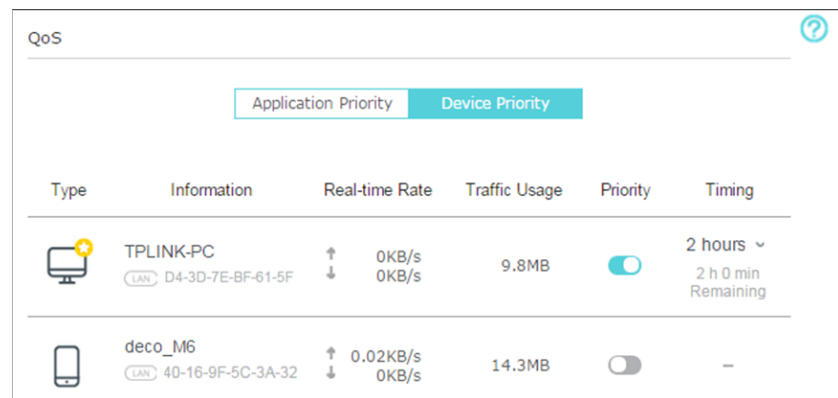 QoS
?
Application Priority Device Priority
Type Information Real-time Rate Traffic Usage Priority Timing
TPLINK-PC
LAN D4-3D-7E-BF-61-5F
↑ 0KB/s
↓ 0KB/s
9.8MB
2 hours
2 h 0 min
Remaining
deco_M6
LAN 40-16-9F-5C-3A-32
↑ 0.02KB/s
↓ 0KB/s
14.3MB
–